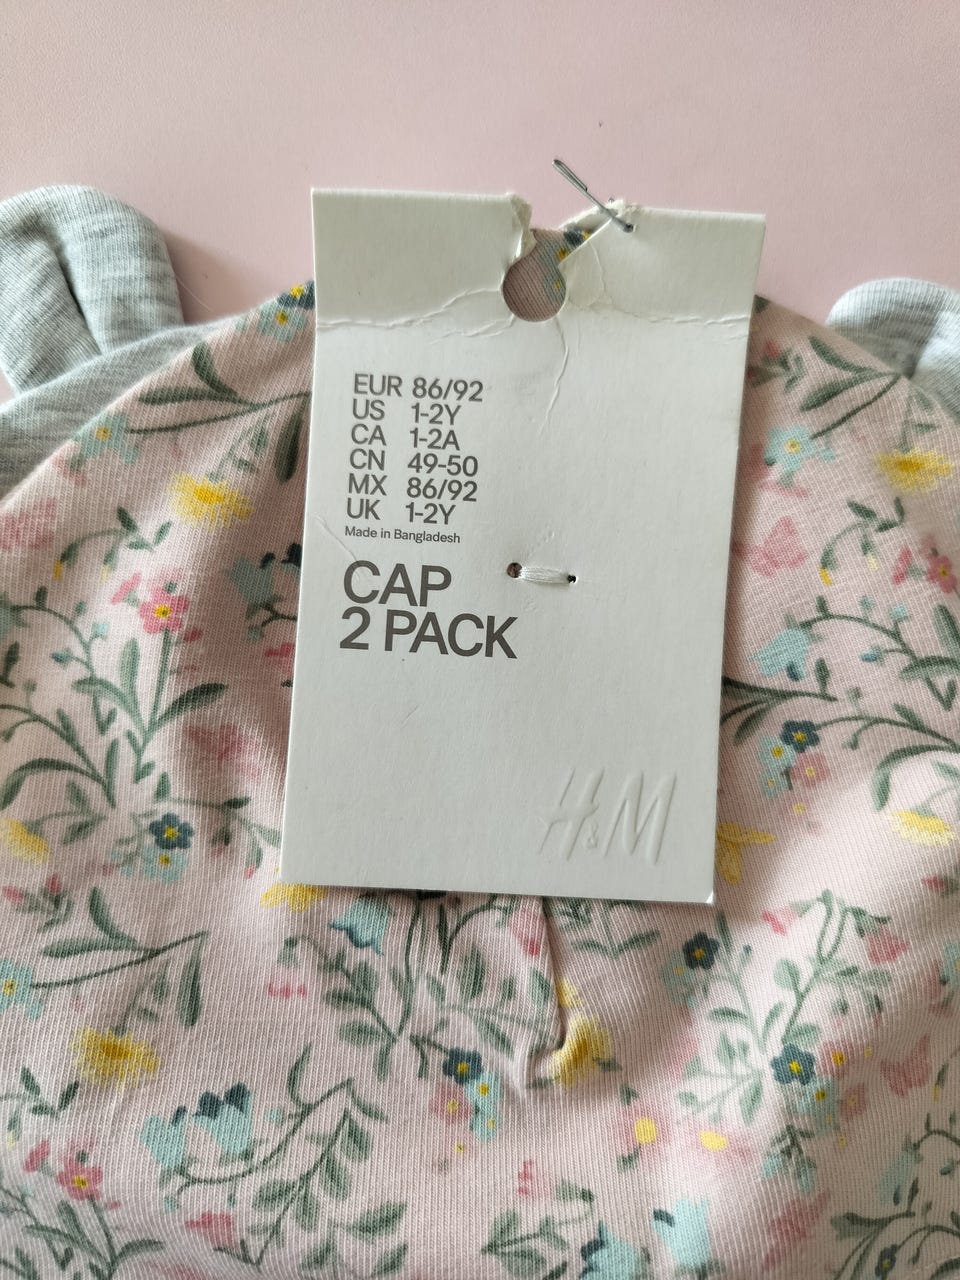 EUR 86/92
US 1-2Y
CA 1-2A
CN 49-50
MX 86/92
UK 1-2Y
Made in Bangladesh
CAP
2 PACK
H&M